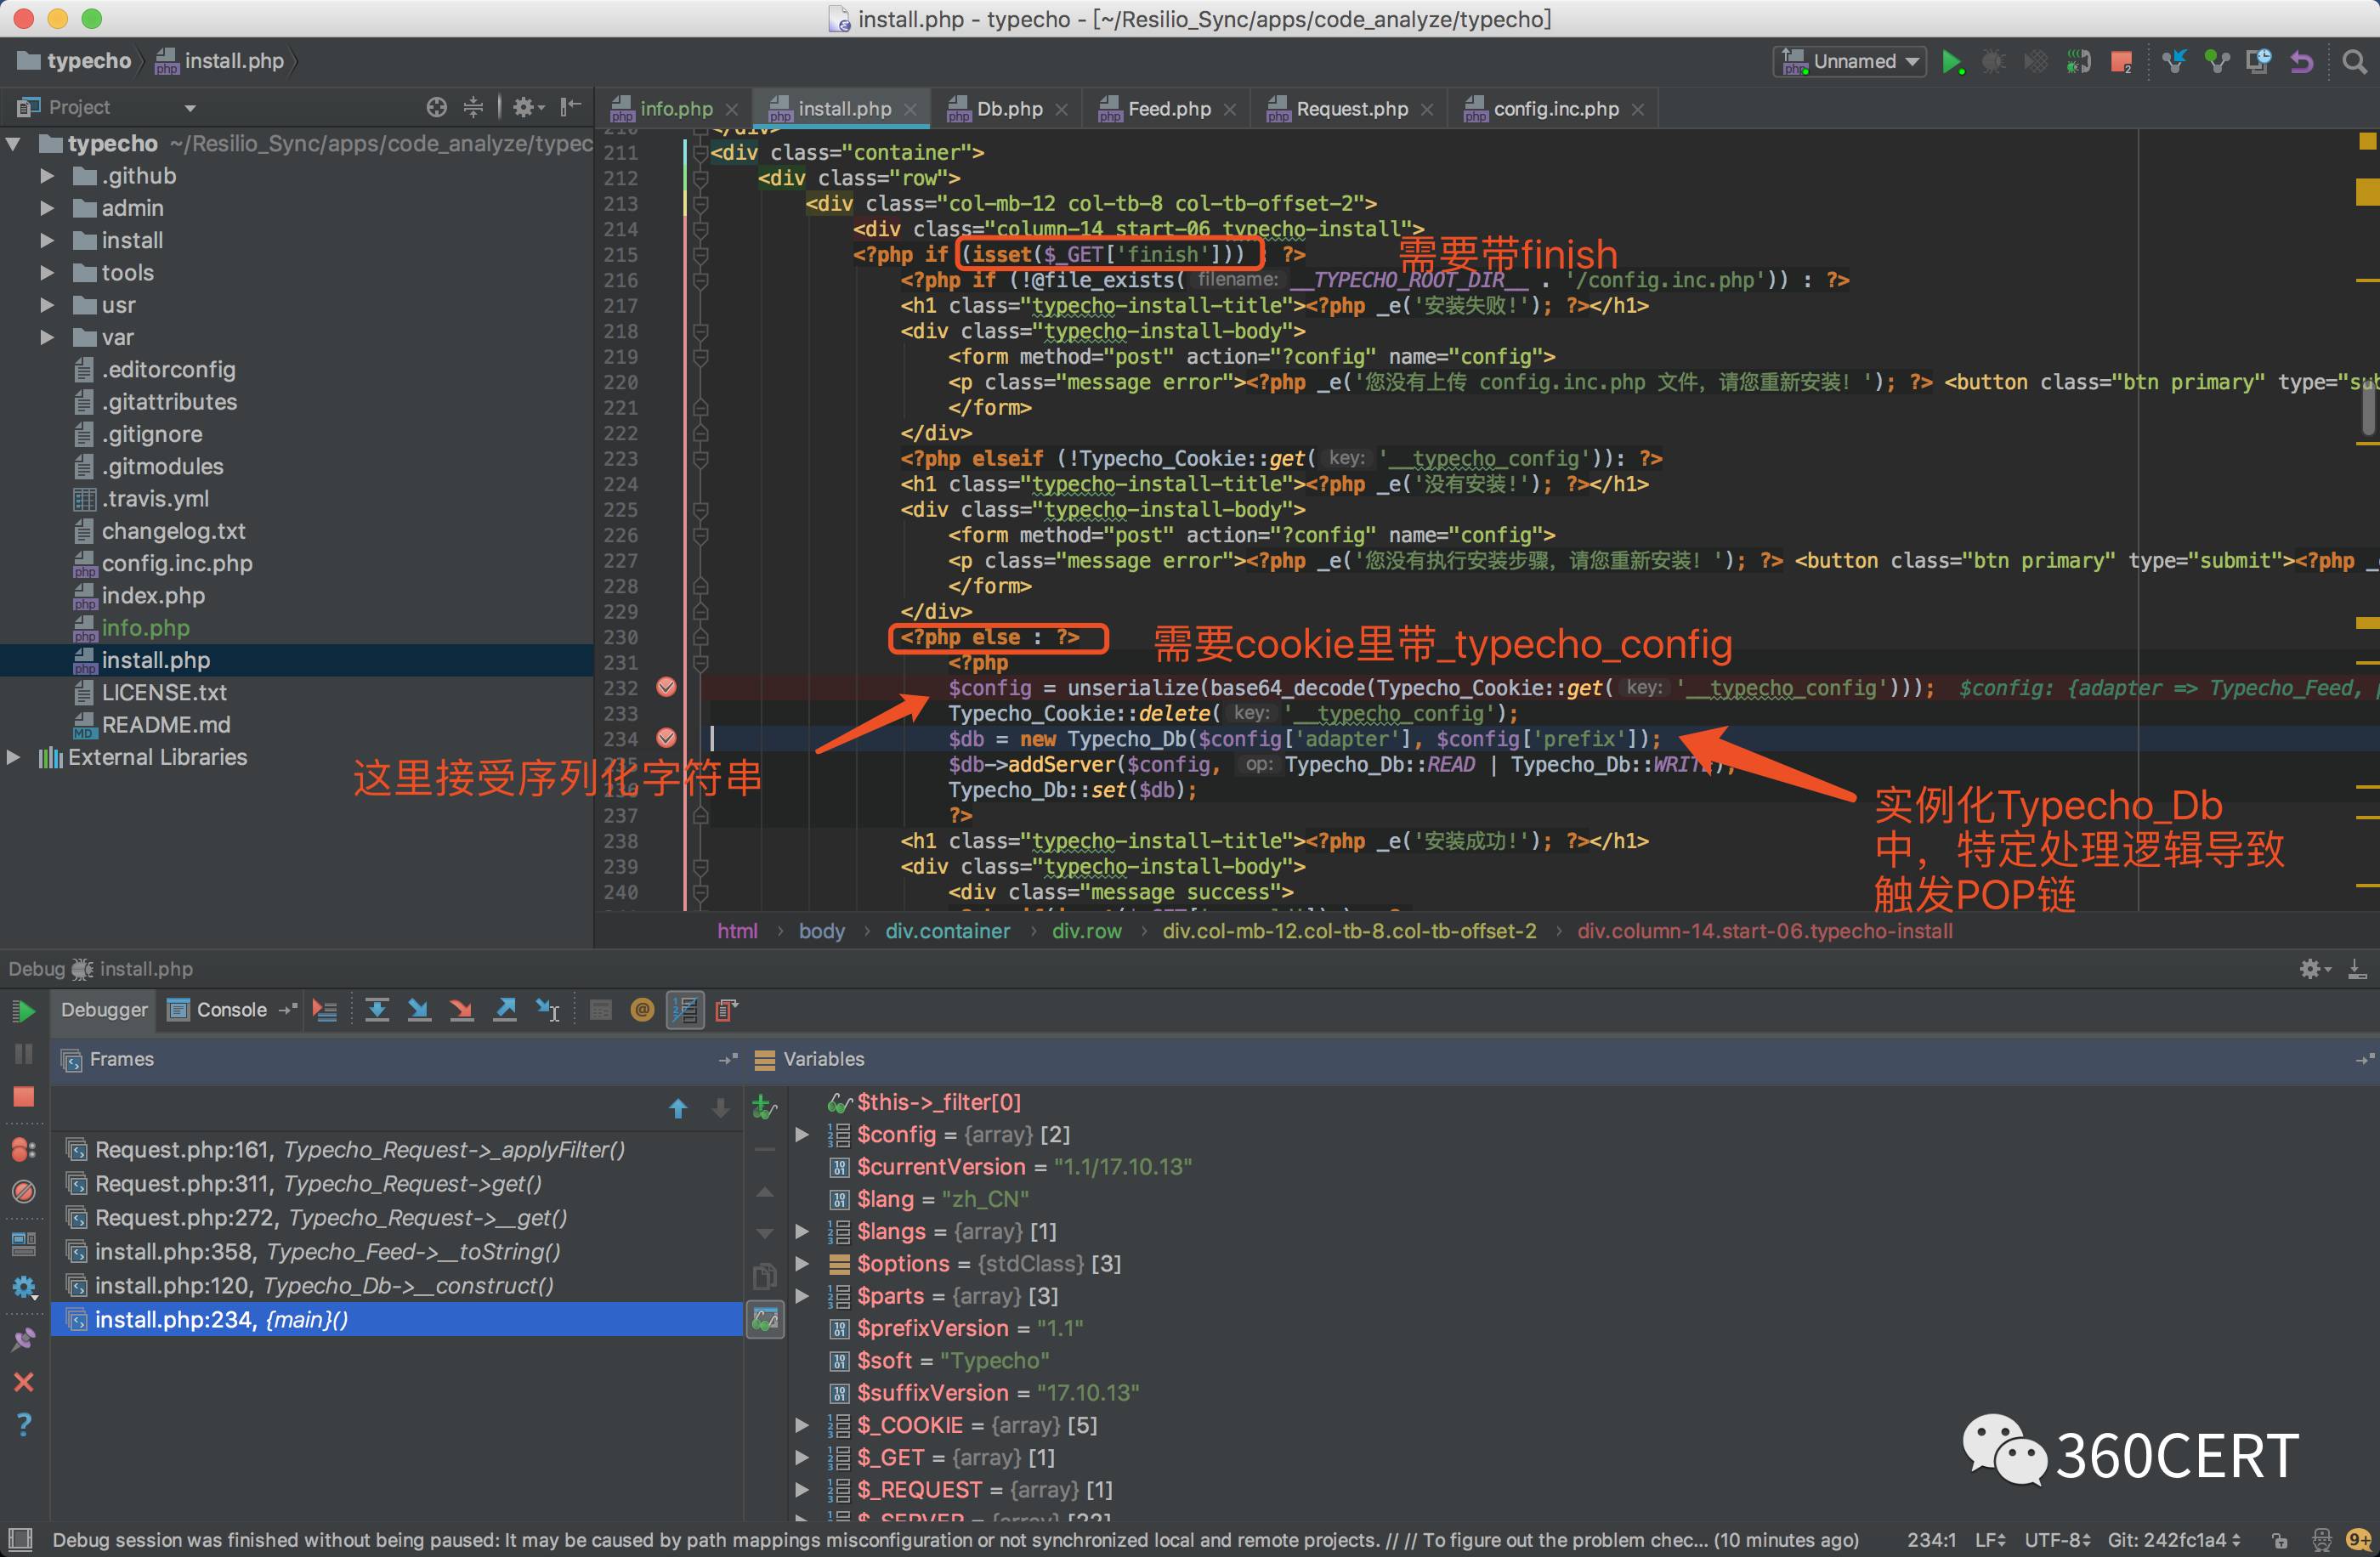 install.php - typecho - [~/Resilio_Sync/apps/code_analyze/typecho]
typecho install.php Unnamed
Project
info.php install.php Db.php Feed.php Request.php config.inc.php
typecho ~/Resilio_Sync/apps/code_analyze/typec
.github
admin
install
tools
usr
var
.editorconfig
.gitattributes
.gitignore
.gitmodules
.travis.yml
changelog.txt
config.inc.php
index.php
info.php
install.php
LICENSE.txt
README.md
External Libraries
211 <div class="container">
212 <div class="row">
213 <div class="col-mb-12 col-tb-8 col-tb-offset-2">
214 <div class="column-14 start-06 typecho-install">
215 <?php if (isset($_GET['finish'])) : ?>
需要带finish
216 <?php if (!@file_exists( filename: __TYPECHO_ROOT_DIR__ . '/config.inc.php')) : ?>
217 <h1 class="typecho-install-title"><?php _e('安装失败!'); ?></h1>
218 <div class="typecho-install-body">
219 <form method="post" action="?config" name="config">
220 <p class="message error"><?php _e('您没有上传 config.inc.php 文件，请您重新安装！'); ?> <button class="btn primary" type="sub
221 </form>
222 </div>
223 <?php elseif (!Typecho_Cookie::get( key: '__typecho_config')): ?>
224 <h1 class="typecho-install-title"><?php _e('没有安装!'); ?></h1>
225 <div class="typecho-install-body">
226 <form method="post" action="?config" name="config">
227 <p class="message error"><?php _e('您没有执行安装步骤，请您重新安装！'); ?> <button class="btn primary" type="submit"><?php _
228 </form>
229 </div>
230 <?php else : ?>
需要cookie里带_typecho_config
231 <?php
232 $config = unserialize(base64_decode(Typecho_Cookie::get( key: '__typecho_config'))); $config: {adapter => Typecho_Feed,
233 Typecho_Cookie::delete( key: '__typecho_config');
234 $db = new Typecho_Db($config['adapter'], $config['prefix']);
235 $db->addServer($config, op: Typecho_Db::READ | Typecho_Db::WRITE);
这里接受序列化字符串
236 Typecho_Db::set($db);
237 ?>
实例化Typecho_Db
中，特定处理逻辑导致
触发POP链
238 <h1 class="typecho-install-title"><?php _e('安装成功!'); ?></h1>
239 <div class="typecho-install-body">
240 <div class="message success">
html body div.container div.row div.col-mb-12.col-tb-8.col-tb-offset-2 div.column-14.start-06.typecho-install
Debug install.php
Debugger Console
Frames
Request.php:161, Typecho_Request->_applyFilter()
Request.php:311, Typecho_Request->get()
Request.php:272, Typecho_Request->__get()
install.php:358, Typecho_Feed->__toString()
install.php:120, Typecho_Db->__construct()
install.php:234, {main}()
Variables
$this->_filter[0]
$config = {array} [2]
$currentVersion = "1.1/17.10.13"
$lang = "zh_CN"
$langs = {array} [1]
$options = {stdClass} [3]
$parts = {array} [3]
$prefixVersion = "1.1"
$soft = "Typecho"
$suffixVersion = "17.10.13"
$_COOKIE = {array} [5]
$_GET = {array} [1]
$_REQUEST = {array} [1]
$_SERVER = {array} [22]
360CERT
Debug session was finished without being paused: It may be caused by path mappings misconfiguration or not synchronized local and remote projects. // // To figure out the problem chec... (10 minutes ago) 234:1 LF UTF-8 Git: 242fc1a4 9+